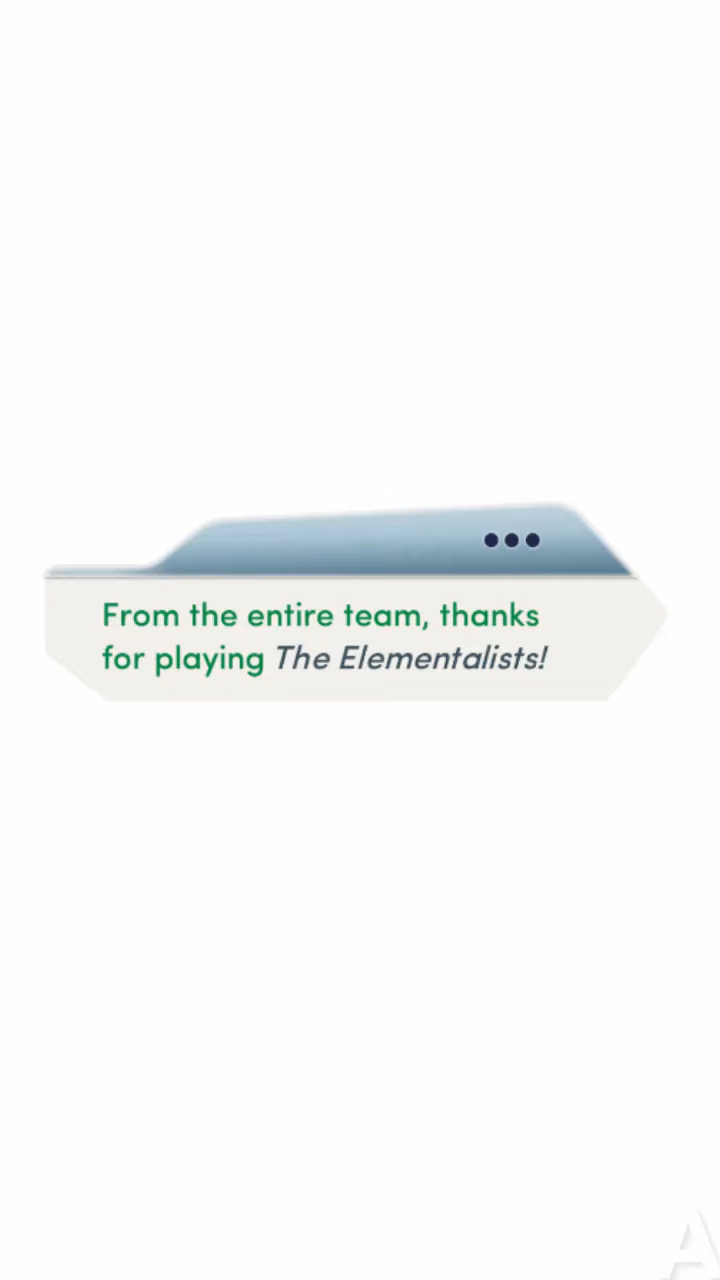 From the entire team, thanks
for playing The Elementalists!
A